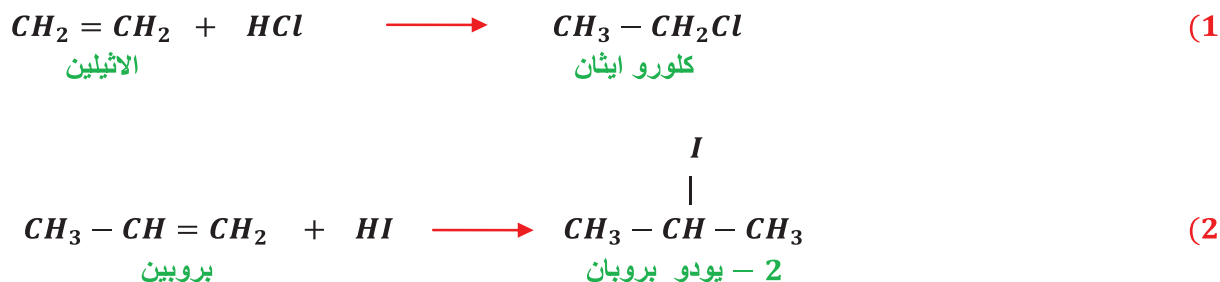 CH₂ = CH₂ + HCl ⟶ CH₃ − CH₂Cl (1
الاثيلين كلورو ايثان
I
|
CH₃ − CH = CH₂ + HI ⟶ CH₃ − CH − CH₃ (2
بروبين 2 − يودو بروبان